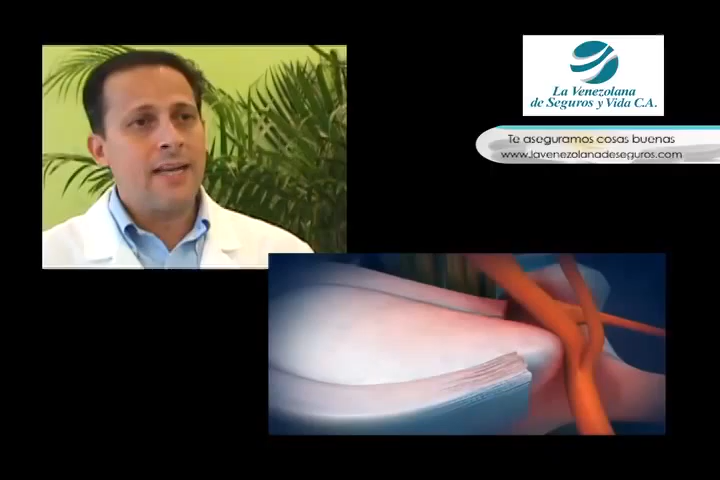 La Venezolana
de Seguros y Vida C.A.
Te aseguramos cosas buenas
www.lavenezolanadeseguros.com